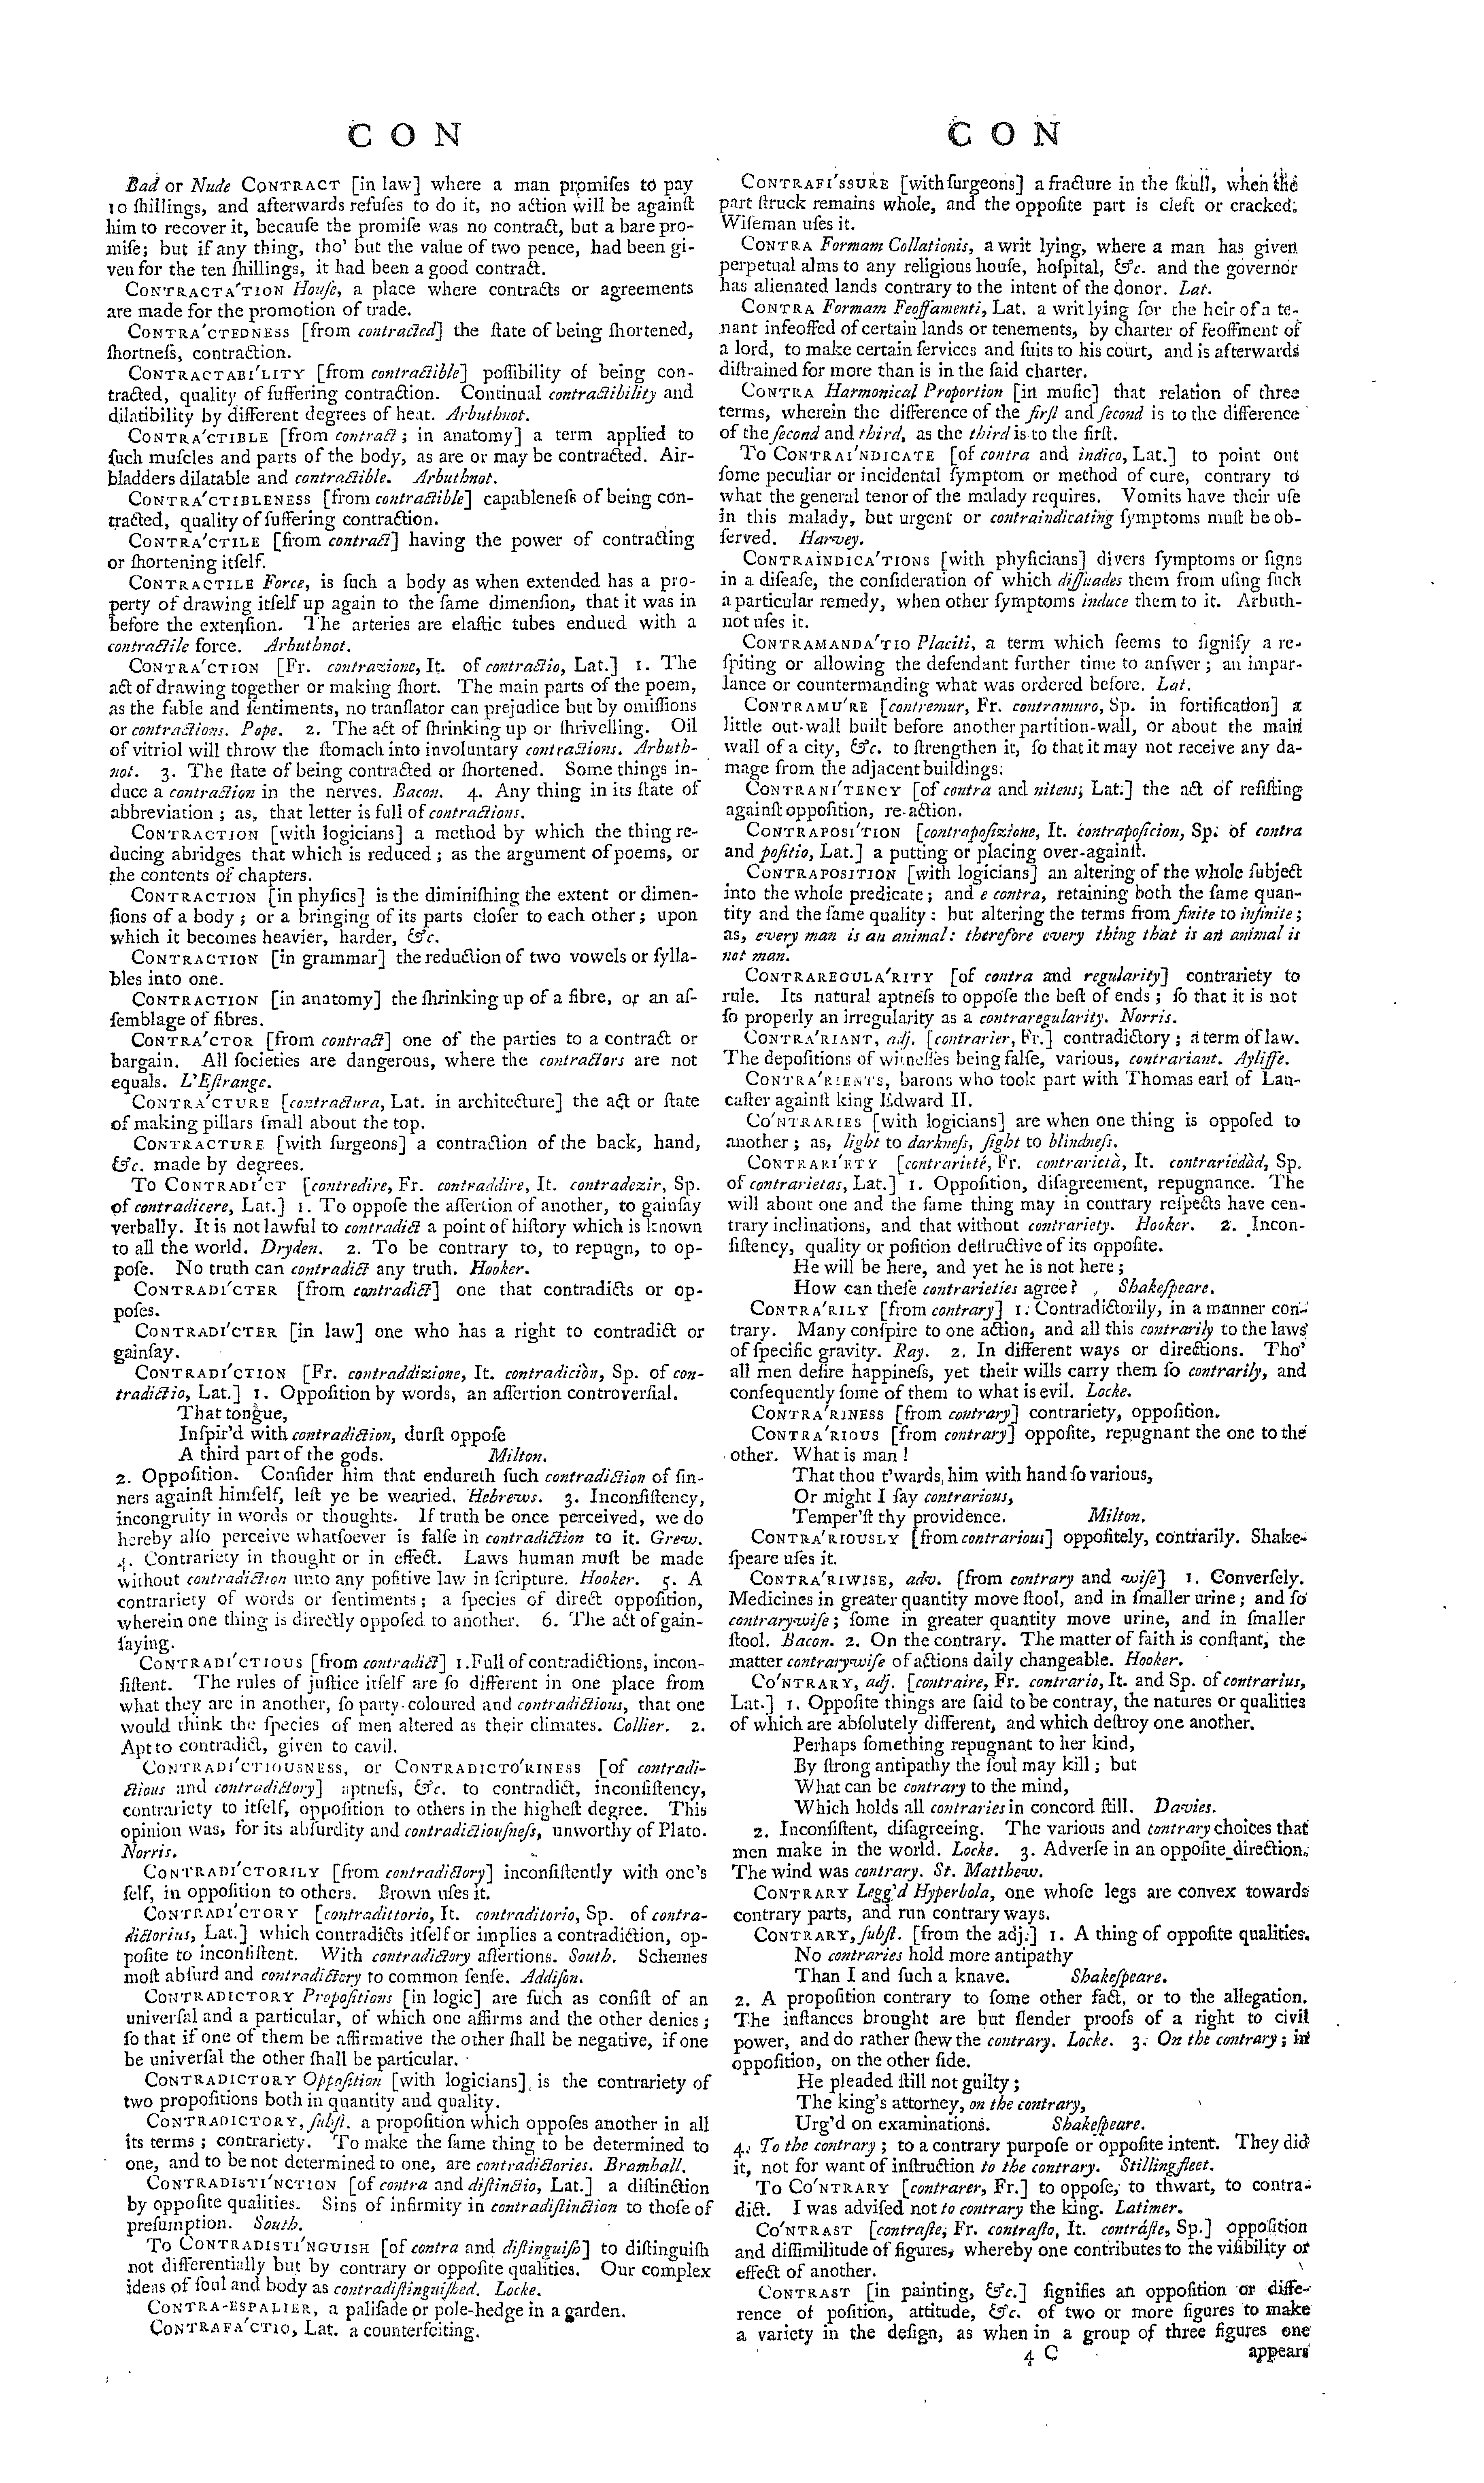 CON
Bad or Nude CONTRACT [in law] where a man promiſes to pay
10 ſhillings, and afterwards refuſes to do it, no action will be againſt
him to recover it, becauſe the promiſe was no contract, but a bare pro-
miſe; but if any thing, tho' but the value of two pence, had been gi-
ven for the ten ſhillings, it had been a good contract.
CONTRACTA'TION Houſe, a place where contracts or agreements
are made for the promotion of trade.
CONTRA'CTEDNESS [from contracted] the ſtate of being ſhortened,
ſhortneſs, contraction.
CONTRACTABI'LITY [from contractible] poſſibility of being con-
tracted, quality of ſuffering contraction. Continual contractibility and
dilatibility by different degrees of heat. Arbuthnot.
CONTRA'CTIBLE [from contract; in anatomy] a term applied to
ſuch muſcles and parts of the body, as are or may be contracted. Air-
bladders dilatable and contractible. Arbuthnot.
CONTRA'CTIBLENESS [from contractible] capableneſs of being con-
tracted, quality of ſuffering contraction.
CONTRA'CTILE [from contract] having the power of contracting
or ſhortening itſelf.
CONTRACTILE Force, is ſuch a body as when extended has a pro-
perty of drawing itſelf up again to the ſame dimenſion, that it was in
before the extenſion. The arteries are elaſtic tubes endued with a
contractile force. Arbuthnot.
CONTRA'CTION [Fr. contrazione, It. of contractio, Lat.] 1. The
act of drawing together or making ſhort. The main parts of the poem,
as the fable and ſentiments, no tranſlator can prejudice but by omiſſions
or contractions. Pope. 2. The act of ſhrinking up or ſhrivelling. Oil
of vitriol will throw the ſtomach into involuntary contractions. Arbuth-
not. 3. The ſtate of being contracted or ſhortened. Some things in-
duce a contraction in the nerves. Bacon. 4. Any thing in its ſtate of
abbreviation; as, that letter is full of contractions.
CONTRACTION [with logicians] a method by which the thing re-
ducing abridges that which is reduced; as the argument of poems, or
the contents of chapters.
CONTRACTION [in phyſics] is the diminiſhing the extent or dimen-
ſions of a body; or a bringing of its parts cloſer to each other; upon
which it becomes heavier, harder, &c.
CONTRACTION [in grammar] the reduction of two vowels or ſylla-
bles into one.
CONTRACTION [in anatomy] the ſhrinking up of a fibre, or an aſ-
ſemblage of fibres.
CONTRA'CTOR [from contract] one of the parties to a contract or
bargain. All ſocieties are dangerous, where the contractors are not
equals. L'Eſtrange.
CONTRA'CTURE [contractura, Lat. in architecture] the act or ſtate
of making pillars ſmall about the top.
CONTRACTURE [with ſurgeons] a contraction of the back, hand,
&c. made by degrees.
To CONTRADI'CT [contredire, Fr. contraddire, It. contradezir, Sp.
of contradicere, Lat.] 1. To oppoſe the aſſertion of another, to gainſay
verbally. It is not lawful to contradict a point of hiſtory which is known
to all the world. Dryden. 2. To be contrary to, to repugn, to op-
poſe. No truth can contradict any truth. Hooker.
CONTRADI'CTER [from contradict] one that contradicts or op-
poſes.
CONTRADI'CTER [in law] one who has a right to contradict or
gainſay.
CONTRADI'CTION [Fr. contraddizione, It. contradiciòn, Sp. of con-
tradictio, Lat.] 1. Oppoſition by words, an aſſertion controverſial.
That tongue,
Inſpir'd with contradiction, durſt oppoſe
A third part of the gods. Milton.
2. Oppoſition. Conſider him that endureth ſuch contradiction of ſin-
ners againſt himſelf, leſt ye be wearied. Hebrews. 3. Inconſiſtency,
incongruity in words or thoughts. If truth be once perceived, we do
hereby alſo perceive whatſoever is falſe in contradiction to it. Grew.
4. Contrariety in thought or in effect. Laws human muſt be made
without contradiction unto any poſitive law in ſcripture. Hooker. 5. A
contrariety of words or ſentiments; a ſpecies of direct oppoſition,
wherein one thing is directly oppoſed to another. 6. The act of gain-
ſaying.
CONTRADI'CTIOUS [from contradict] 1. Full of contradictions, incon-
ſiſtent. The rules of juſtice itſelf are ſo different in one place from
what they are in another, ſo party-coloured and contradictious, that one
would think the ſpecies of men altered as their climates. Collier. 2.
Apt to contradict, given to cavil.
CONTRADI'CTIOUSNESS, or CONTRADICTO'RINESS [of contradi-
ctious and contradictory] aptneſs, &c. to contradict, inconſiſtency,
contrariety to itſelf, oppoſition to others in the higheſt degree. This
opinion was, for its abſurdity and contradictiouſneſs, unworthy of Plato.
Norris.
CONTRADI'CTORILY [from contradictory] inconſiſtently with one's
ſelf, in oppoſition to others. Brown uſes it.
CONTRADI'CTORY [contradittorio, It. contraditorio, Sp. of contra-
dictorius, Lat.] which contradicts itſelf or implies a contradiction, op-
poſite to inconſiſtent. With contradictory aſſertions. South. Schemes
moſt abſurd and contradictory to common ſenſe. Addiſon.
CONTRADICTORY Propoſitions [in logic] are ſuch as conſiſt of an
univerſal and a particular, of which one affirms and the other denies;
ſo that if one of them be affirmative the other ſhall be negative, if one
be univerſal the other ſhall be particular.
CONTRADICTORY Oppoſition [with logicians], is the contrariety of
two propoſitions both in quantity and quality.
CONTRADICTORY, ſubſt. a propoſition which oppoſes another in all
its terms; contrariety. To make the ſame thing to be determined to
one, and to be not determined to one, are contradictories. Bramhall.
CONTRADISTI'NCTION [of contra and diſtinctio, Lat.] a diſtinction
by oppoſite qualities. Sins of infirmity in contradiſtinction to thoſe of
preſumption. South.
To CONTRADISTI'NGUISH [of contra and diſtinguiſh] to diſtinguiſh
not differentially but by contrary or oppoſite qualities. Our complex
ideas of ſoul and body as contradiſtinguiſhed. Locke.
CONTRA-ESPALIER, a paliſade or pole-hedge in a garden.
CONTRAFA'CTIO, Lat. a counterfeiting.
CON
CONTRAFI'SSURE [with ſurgeons] a fracture in the ſkull, when the
part ſtruck remains whole, and the oppoſite part is cleft or cracked.
Wiſeman uſes it.
CONTRA Formam Collationis, a writ lying, where a man has given
perpetual alms to any religious houſe, hoſpital, &c. and the governor
has alienated lands contrary to the intent of the donor. Lat.
CONTRA Formam Feoffamenti, Lat. a writ lying for the heir of a te-
nant infeoffed of certain lands or tenements, by charter of feoffment of
a lord, to make certain ſervices and ſuits to his court, and is afterwards
diſtrained for more than is in the ſaid charter.
CONTRA Harmonical Proportion [in muſic] that relation of three
terms, wherein the difference of the firſt and ſecond is to the difference
of the ſecond and third, as the third is to the firſt.
To CONTRAI'NDICATE [of contra and indico, Lat.] to point out
ſome peculiar or incidental ſymptom or method of cure, contrary to
what the general tenor of the malady requires. Vomits have their uſe
in this malady, but urgent or contraindicating ſymptoms muſt be ob-
ſerved. Harvey.
CONTRAINDICA'TIONS [with phyſicians] divers ſymptoms or ſigns
in a diſeaſe, the conſideration of which diſſuades them from uſing ſuch
a particular remedy, when other ſymptoms induce them to it. Arbuth-
not uſes it.
CONTRAMANDA'TIO Placiti, a term which ſeems to ſignify a re-
ſpiting or allowing the defendant further time to anſwer; an impar-
lance or countermanding what was ordered before. Lat.
CONTRAMU'RE [contremur, Fr. contramuro, Sp. in fortification] a
little out-wall built before another partition-wall, or about the main
wall of a city, &c. to ſtrengthen it, ſo that it may not receive any da-
mage from the adjacent buildings.
CONTRANI'TENCY [of contra and nitens, Lat.] the act of reſiſting
againſt oppoſition, re-action.
CONTRAPOSI'TION [contrapoſizione, It. contrapoſicion, Sp. of contra
and poſitio, Lat.] a putting or placing over-againſt.
CONTRAPOSITION [with logicians] an altering of the whole ſubject
into the whole predicate; and e contra, retaining both the ſame quan-
tity and the ſame quality: but altering the terms from finite to infinite;
as, every man is an animal: therefore every thing that is an animal is
not man.
CONTRAREGULA'RITY [of contra and regularity] contrariety to
rule. Its natural aptneſs to oppoſe the beſt of ends; ſo that it is not
ſo properly an irregularity as a contraregularity. Norris.
CONTRA'RIANT, adj. [contrarier, Fr.] contradictory; a term of law.
The depoſitions of witneſſes being falſe, various, contrariant. Ayliffe.
CONTRA'RIENTS, barons who took part with Thomas earl of Lan-
caſter againſt king Edward II.
CO'NTRARIES [with logicians] are when one thing is oppoſed to
another; as, light to darkneſs, ſight to blindneſs.
CONTRARI'ETY [contrarieté, Fr. contrarietà, It. contrariedàd, Sp.
of contrarietas, Lat.] 1. Oppoſition, diſagreement, repugnance. The
will about one and the ſame thing may in contrary reſpects have con-
trary inclinations, and that without contrariety. Hooker. 2. Incon-
ſiſtency, quality or poſition deſtructive of its oppoſite.
He will be here, and yet he is not here;
How can theſe contrarieties agree? Shakeſpeare.
CONTRA'RILY [from contrary] 1. Contradictorily, in a manner con-
trary. Many conſpire to one action, and all this contrarily to the laws
of ſpecific gravity. Ray. 2. In different ways or directions. Tho'
all men deſire happineſs, yet their wills carry them ſo contrarily, and
conſequently ſome of them to what is evil. Locke.
CONTRA'RINESS [from contrary] contrariety, oppoſition.
CONTRA'RIOUS [from contrary] oppoſite, repugnant the one to the
other. What is man!
That thou t'wards him with hand ſo various,
Or might I ſay contrarious,
Temper'ſt thy providence. Milton.
CONTRA'RIOUSLY [from contrarious] oppoſitely, contrarily. Shake-
ſpeare uſes it.
CONTRA'RIWISE, adv. [from contrary and wiſe] 1. Converſely.
Medicines in greater quantity move ſtool, and in ſmaller urine; and ſo
contrarywiſe; ſome in greater quantity move urine, and in ſmaller
ſtool. Bacon. 2. On the contrary. The matter of faith is conſtant, the
matter contrarywiſe of actions daily changeable. Hooker.
CO'NTRARY, adj. [contraire, Fr. contrario, It. and Sp. of contrarius,
Lat.] 1. Oppoſite things are ſaid to be contray, the natures or qualities
of which are abſolutely different, and which deſtroy one another.
Perhaps ſomething repugnant to her kind,
By ſtrong antipathy the ſoul may kill; but
What can be contrary to the mind,
Which holds all contraries in concord ſtill. Davies.
2. Inconſiſtent, diſagreeing. The various and contrary choices that
men make in the world. Locke. 3. Adverſe in an oppoſite direction.
The wind was contrary. St. Matthew.
CONTRARY Legg'd Hyperbola, one whoſe legs are convex towards
contrary parts, and run contrary ways.
CONTRARY, ſubſt. [from the adj.] 1. A thing of oppoſite qualities.
No contraries hold more antipathy
Than I and ſuch a knave. Shakeſpeare.
2. A propoſition contrary to ſome other fact, or to the allegation.
The inſtances brought are but ſlender proofs of a right to civil
power, and do rather ſhew the contrary. Locke. 3. On the contrary; in
oppoſition, on the other ſide.
He pleaded ſtill not guilty;
The king's attorney, on the contrary,
Urg'd on examinations. Shakeſpeare.
4. To the contrary; to a contrary purpoſe or oppoſite intent. They did
it, not for want of inſtruction to the contrary. Stillingfleet.
To CO'NTRARY [contrarer, Fr.] to oppoſe, to thwart, to contra-
dict. I was adviſed not to contrary the king. Latimer.
CO'NTRAST [contraſte, Fr. contraſto, It. contráſte, Sp.] oppoſition
and diſſimilitude of figures, whereby one contributes to the viſibility or
effect of another.
CONTRAST [in painting, &c.] ſignifies an oppoſition or diffe-
rence of poſition, attitude, &c. of two or more figures to make
a variety in the deſign, as when in a group of three figures one
4 C appears